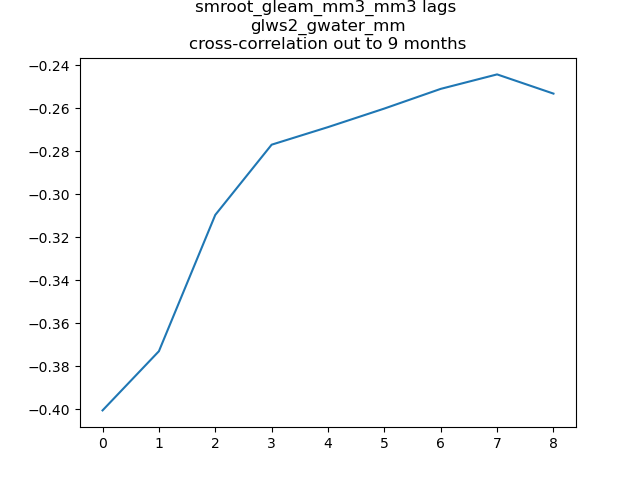 smroot_gleam_mm3_mm3 lags
glws2_gwater_mm
cross-correlation out to 9 months
−0.24
−0.26
−0.28
−0.30
−0.32
−0.34
−0.36
−0.38
−0.40
0 1 2 3 4 5 6 7 8